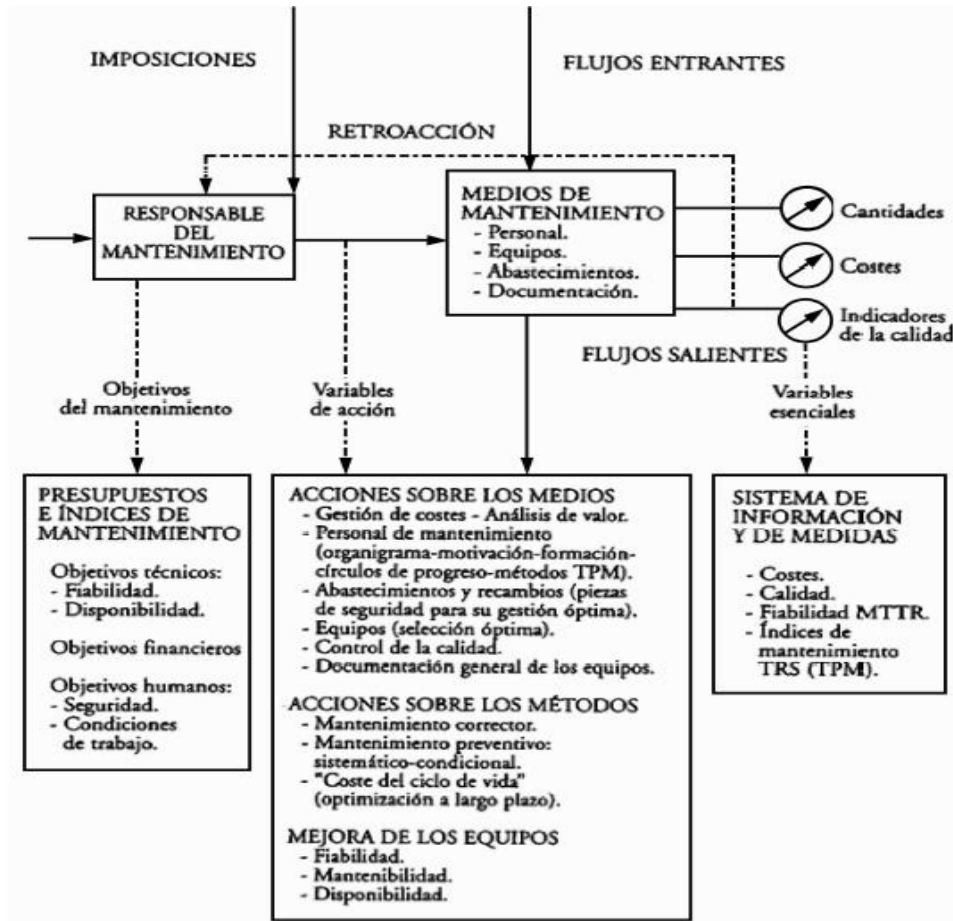 IMPOSICIONES
FLUJOS ENTRANTES
RETROACCIÓN
RESPONSABLE
DEL
MANTENIMIENTO
MEDIOS DE
MANTENIMIENTO
- Personal.
- Equipos.
- Abastecimientos.
- Documentación.
Cantidades
Costes
Indicadores
de la calidad
FLUJOS SALIENTES
Objetivos
del mantenimiento
Variables
de acción
Variables
esenciales
PRESUPUESTOS
E ÍNDICES DE
MANTENIMIENTO
Objetivos técnicos:
- Fiabilidad.
- Disponibilidad.
Objetivos financieros
Objetivos humanos:
- Seguridad.
- Condiciones
de trabajo.
ACCIONES SOBRE LOS MEDIOS
- Gestión de costes - Análisis de valor.
- Personal de mantenimiento
(organigrama-motivación-formación-
círculos de progreso-métodos TPM).
- Abastecimientos y recambios (piezas
de seguridad para su gestión óptima).
- Equipos (selección óptima).
- Control de la calidad.
- Documentación general de los equipos.
ACCIONES SOBRE LOS MÉTODOS
- Mantenimiento corrector.
- Mantenimiento preventivo:
sistemático-condicional.
- "Coste del ciclo de vida"
(optimización a largo plazo).
MEJORA DE LOS EQUIPOS
- Fiabilidad.
- Mantenibilidad.
- Disponibilidad.
SISTEMA DE
INFORMACIÓN
Y DE MEDIDAS
- Costes.
- Calidad.
- Fiabilidad MTTR.
- Índices de
mantenimiento
TRS (TPM).